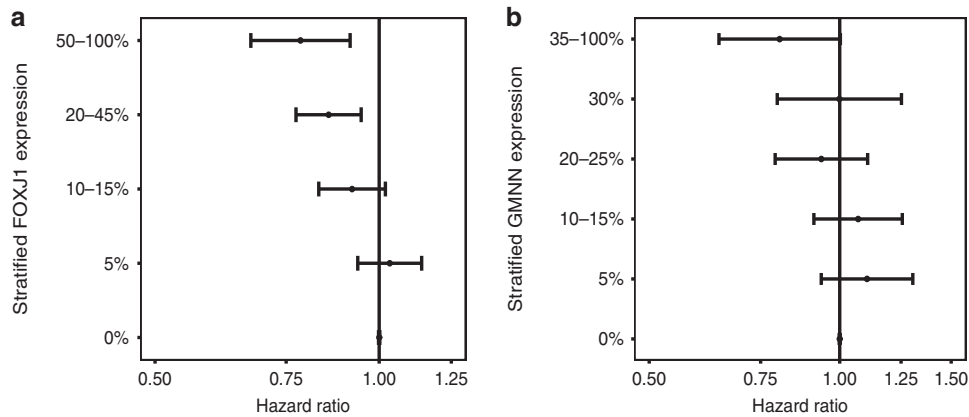 a
Stratified FOXJ1 expression
50–100%
20–45%
10–15%
5%
0%
0.50 0.75 1.00 1.25
Hazard ratio
b
Stratified GMNN expression
35–100%
30%
20–25%
10–15%
5%
0%
0.50 0.75 1.00 1.25 1.50
Hazard ratio